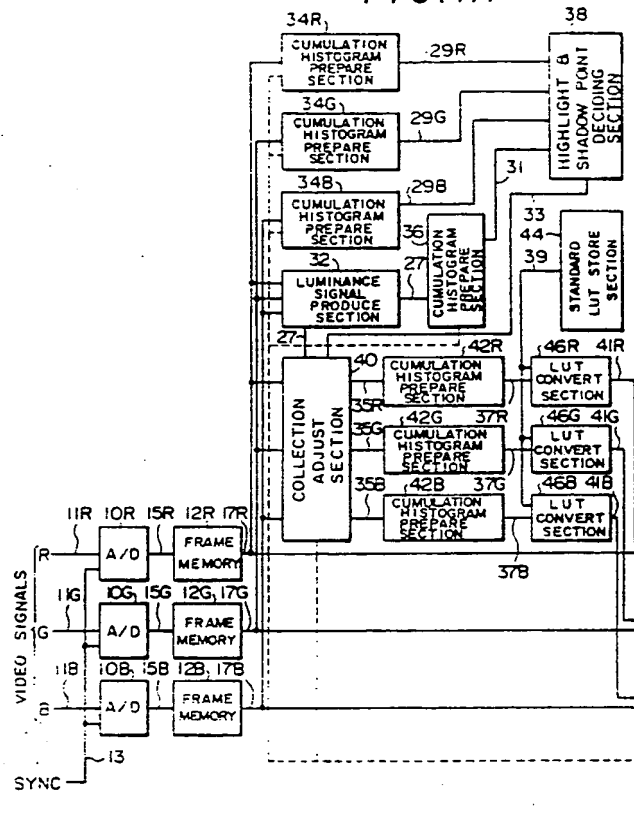 34R
CUMULATION
HISTOGRAM
PREPARE
SECTION
29R
38
HIGHLIGHT &
SHADOW POINT
DECIDING
SECTION
34G
CUMULATION
HISTOGRAM
PREPARE
SECTION
29G
34B
CUMULATION
HISTOGRAM
PREPARE
SECTION
29B
31
33
36
CUMULATION
HISTOGRAM
PREPARE
SECTION
44
39
STANDARD
LUT STORE
SECTION
32
LUMINANCE
SIGNAL
PRODUCE
SECTION
27
27
40
COLLECTION
ADJUST
SECTION
42R
CUMULATION
HISTOGRAM
PREPARE
SECTION
35R
37R
46R
LUT
CONVERT
SECTION
41R
35G
42G
CUMULATION
HISTOGRAM
PREPARE
SECTION
37G
46G
LUT
CONVERT
SECTION
41G
35B
42B
CUMULATION
HISTOGRAM
PREPARE
SECTION
37B
46B
LUT
CONVERT
SECTION
41B
VIDEO SIGNALS
R
11R
10R
A/D
15R
12R
FRAME
MEMORY
17R
G
11G
10G
A/D
15G
12G
FRAME
MEMORY
17G
B
11B
10B
A/D
15B
12B
FRAME
MEMORY
17B
13
SYNC